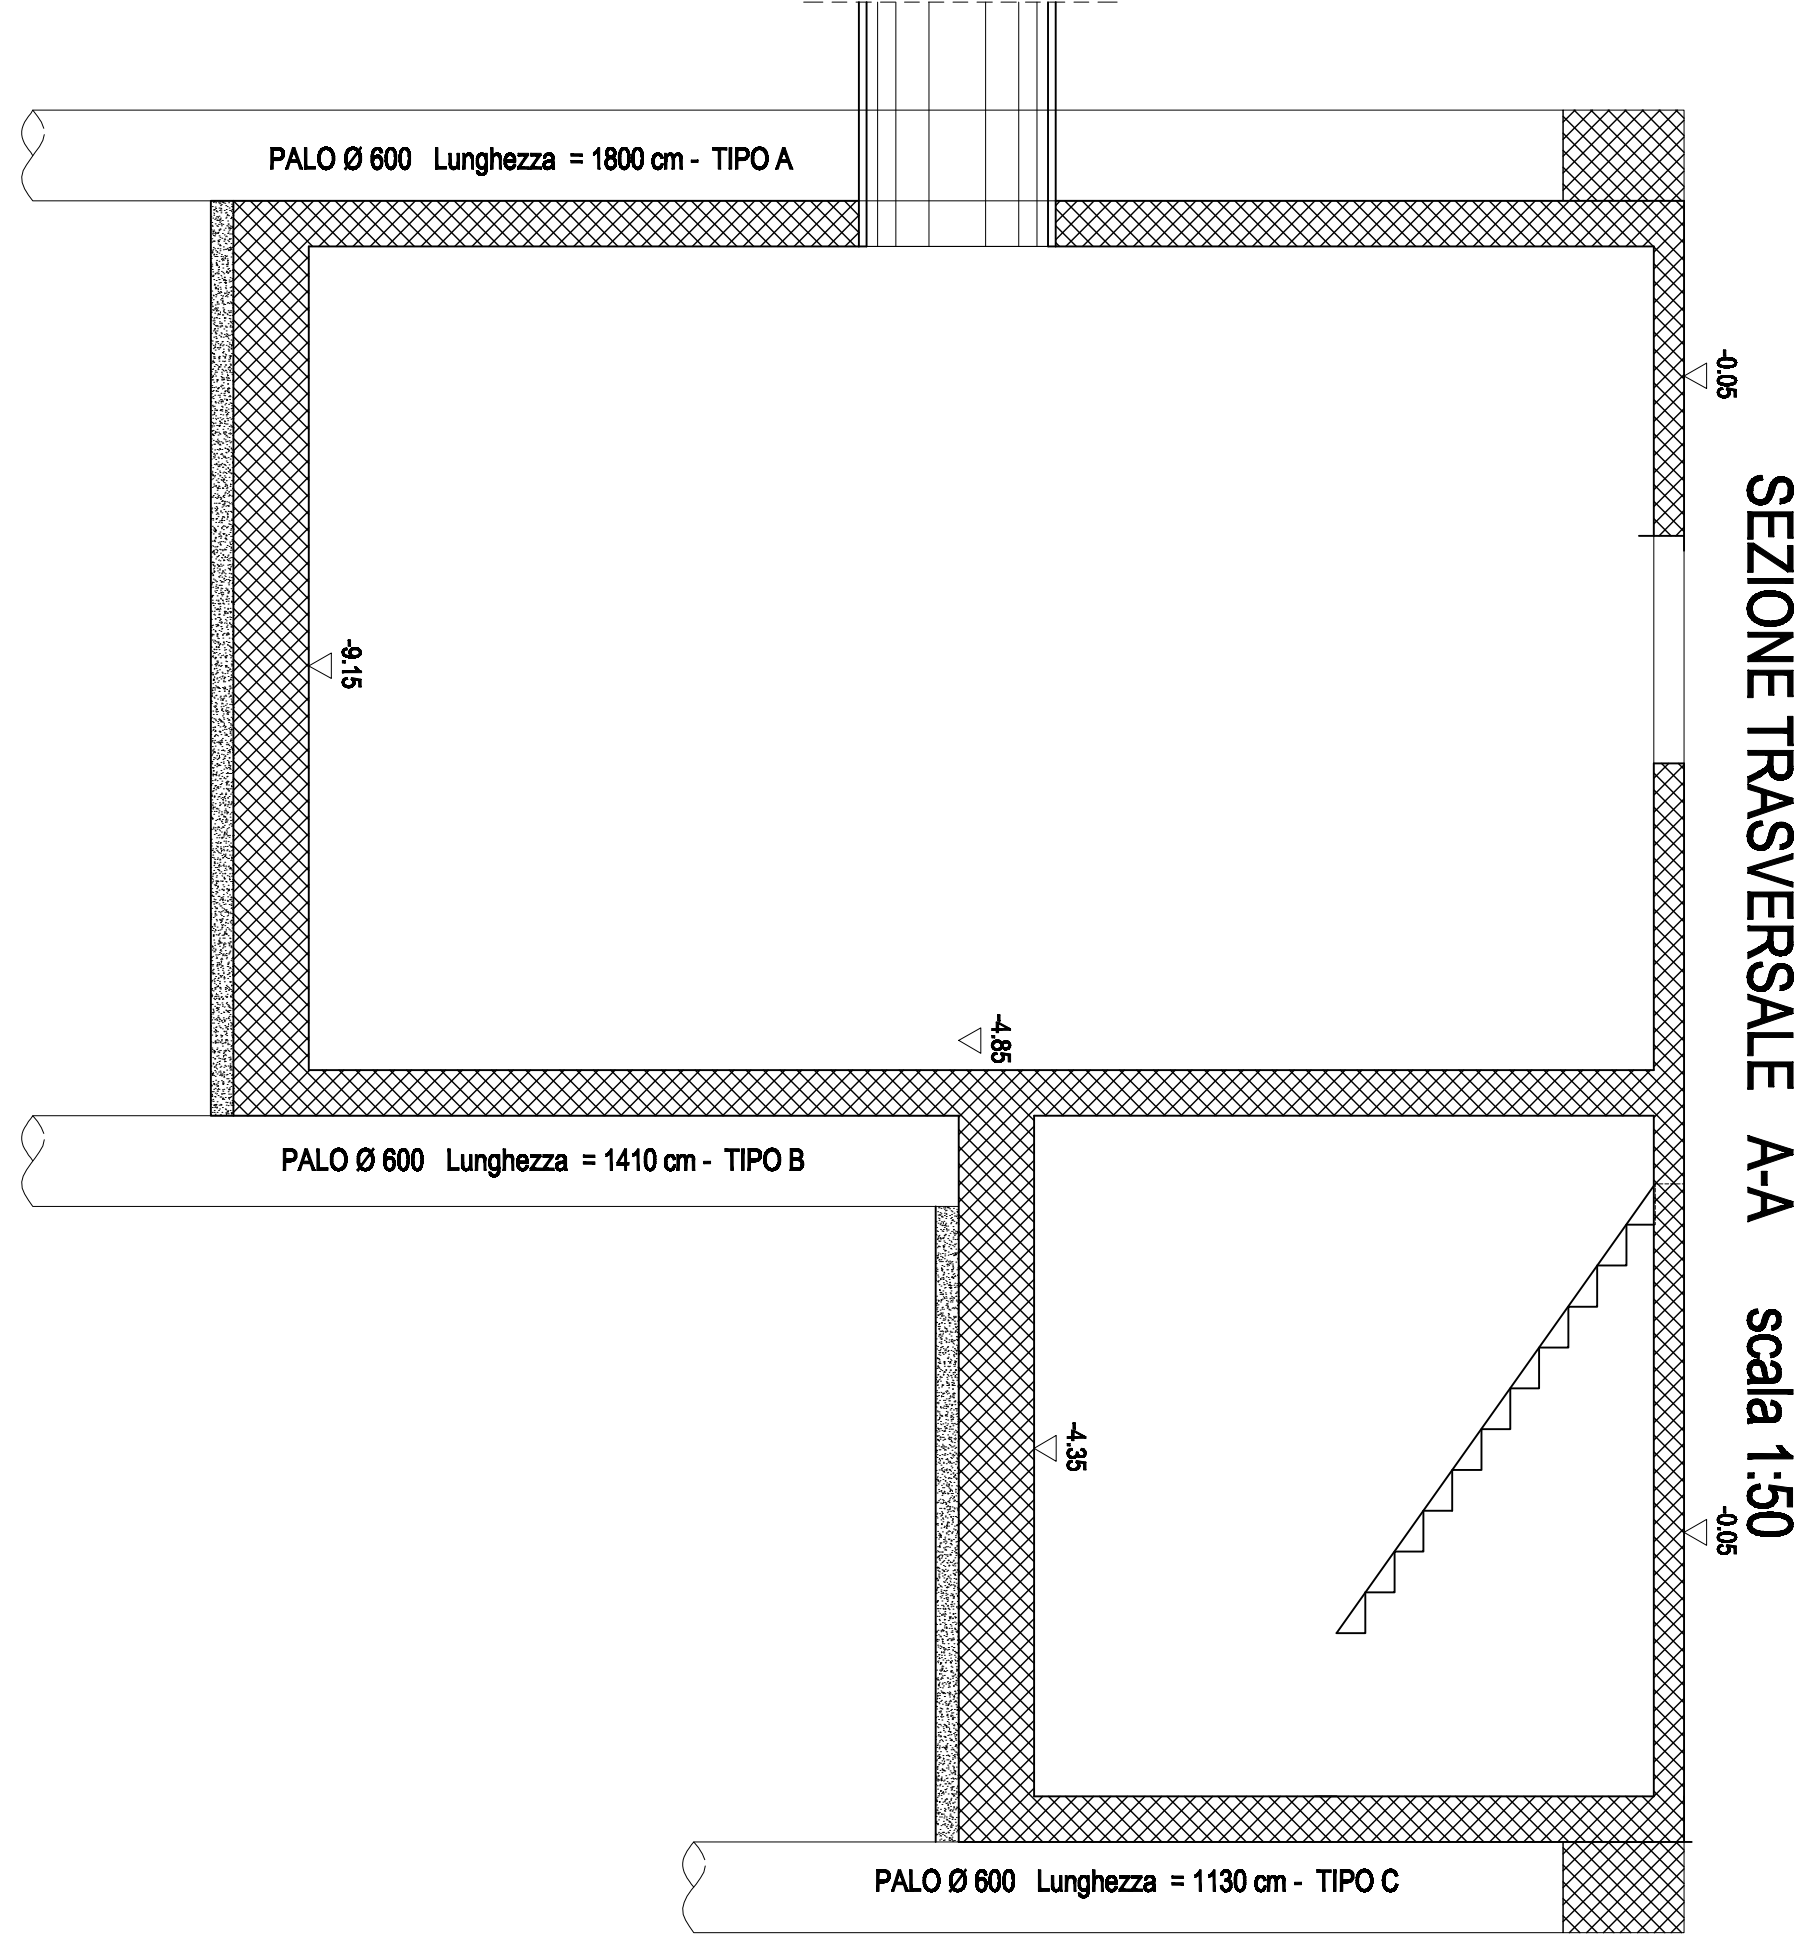 SEZIONE TRASVERSALE A-A scala 1:50
PALO Ø 600 Lunghezza = 1800 cm - TIPO A
-0.05
-9.15
-4.85
PALO Ø 600 Lunghezza = 1410 cm - TIPO B
-4.35
-0.05
PALO Ø 600 Lunghezza = 1130 cm - TIPO C